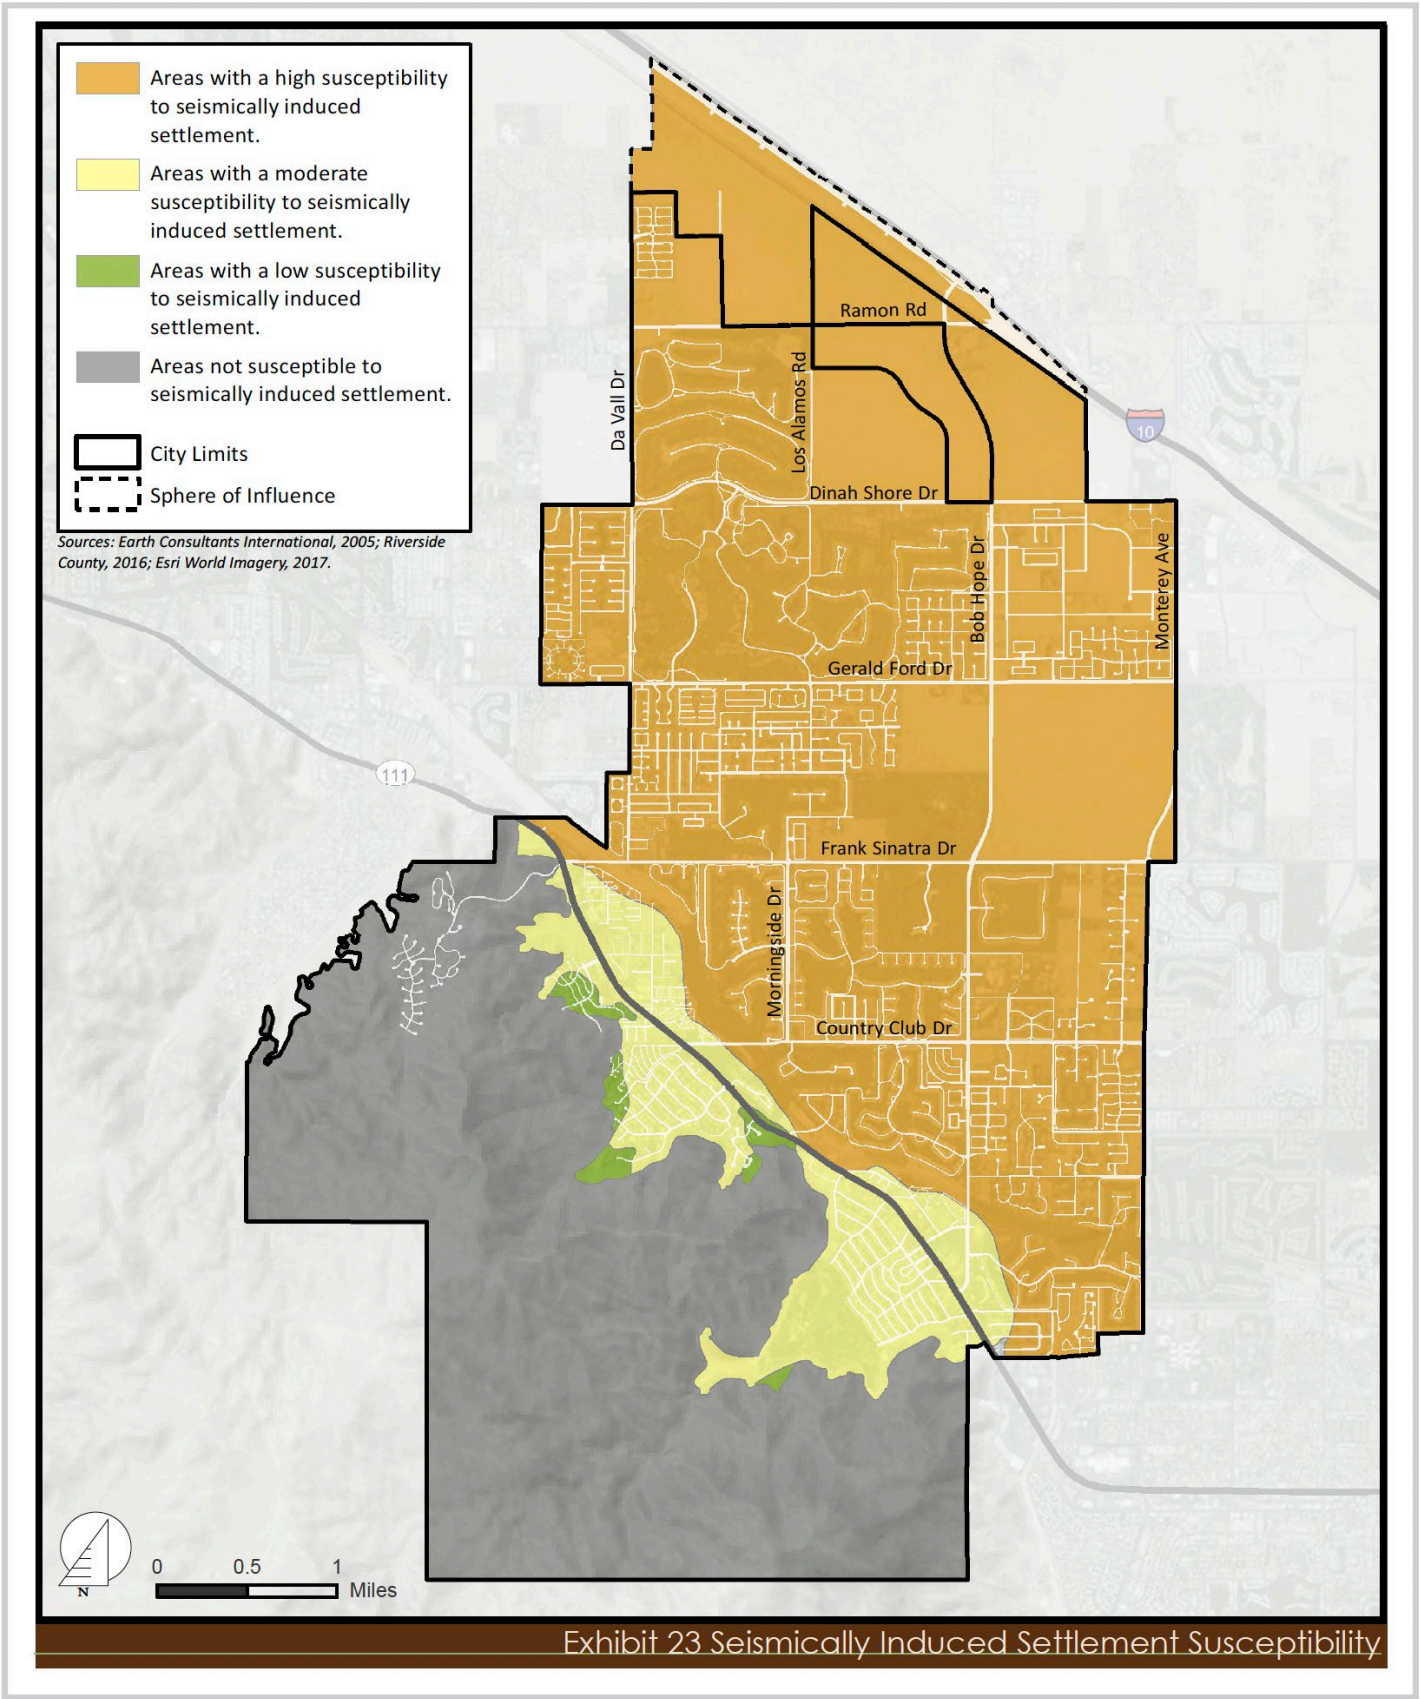 Areas with a high susceptibility
to seismically induced
settlement.
Areas with a moderate
susceptibility to seismically
induced settlement.
Areas with a low susceptibility
to seismically induced
settlement.
Areas not susceptible to
seismically induced settlement.
City Limits
Sphere of Influence
Sources: Earth Consultants International, 2005; Riverside
County, 2016; Esri World Imagery, 2017.
Ramon Rd
Da Vall Dr
Los Alamos Rd
10
Dinah Shore Dr
Bob Hope Dr
Monterey Ave
Gerald Ford Dr
111
Frank Sinatra Dr
Morningside Dr
Country Club Dr
N
0 0.5 1
Miles
Exhibit 23 Seismically Induced Settlement Susceptibility